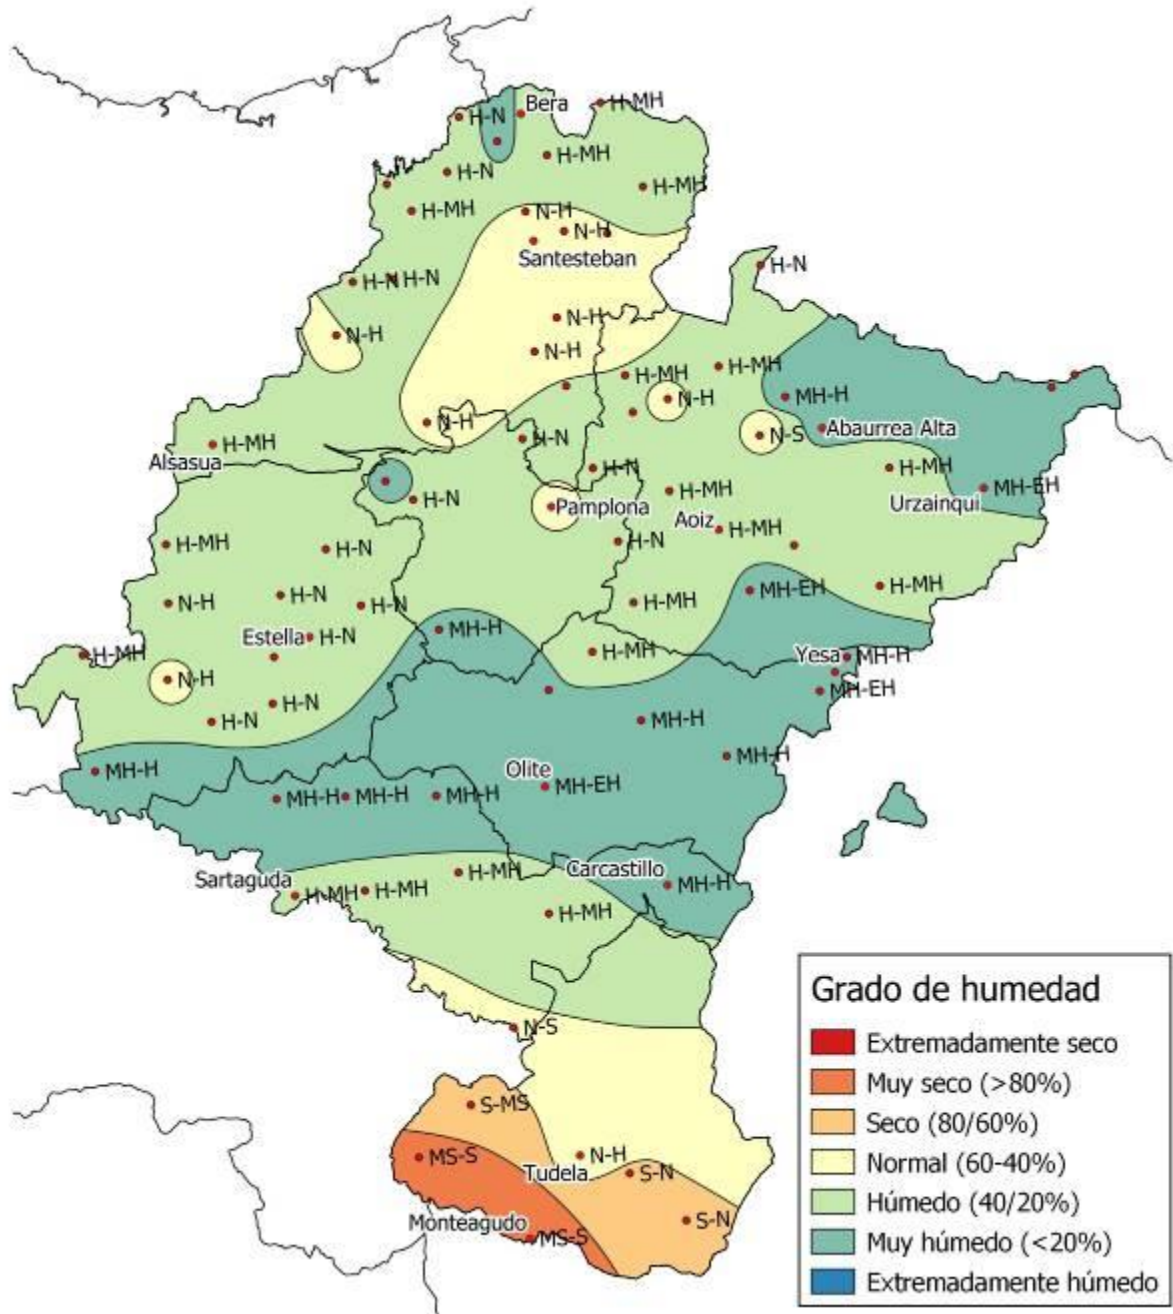 Bera
H-MH
H-N
H-MH
H-N
H-MH
H-MH
N-H
N-H
Santesteban
H-N
H-N
H-N
N-H
N-H
N-H
H-MH
H-MH
N-H
MH-H
N-H
Abaurrea Alta
N-S
H-N
H-MH
Alsasua
H-N
H-MH
MH-EH
H-MH
Urzainqui
H-N
Pamplona
Aoiz
H-MH
H-N
H-MH
H-N
H-MH
MH-EH
H-N
N-H
H-N
H-MH
MH-H
Estella
H-N
H-MH
H-MH
Yesa
MH-H
N-H
MH-EH
H-N
H-N
MH-H
MH-H
MH-H
Olite
MH-EH
MH-H
MH-H
MH-H
Carcastillo
H-MH
Sartaguda
H-MH
H-MH
MH-H
H-MH
N-S
S-MS
MS-S
N-H
Tudela
S-N
Monteagudo
S-N
MS-S
Grado de humedad
Extremadamente seco
Muy seco (>80%)
Seco (80/60%)
Normal (60-40%)
Húmedo (40/20%)
Muy húmedo (<20%)
Extremadamente húmedo